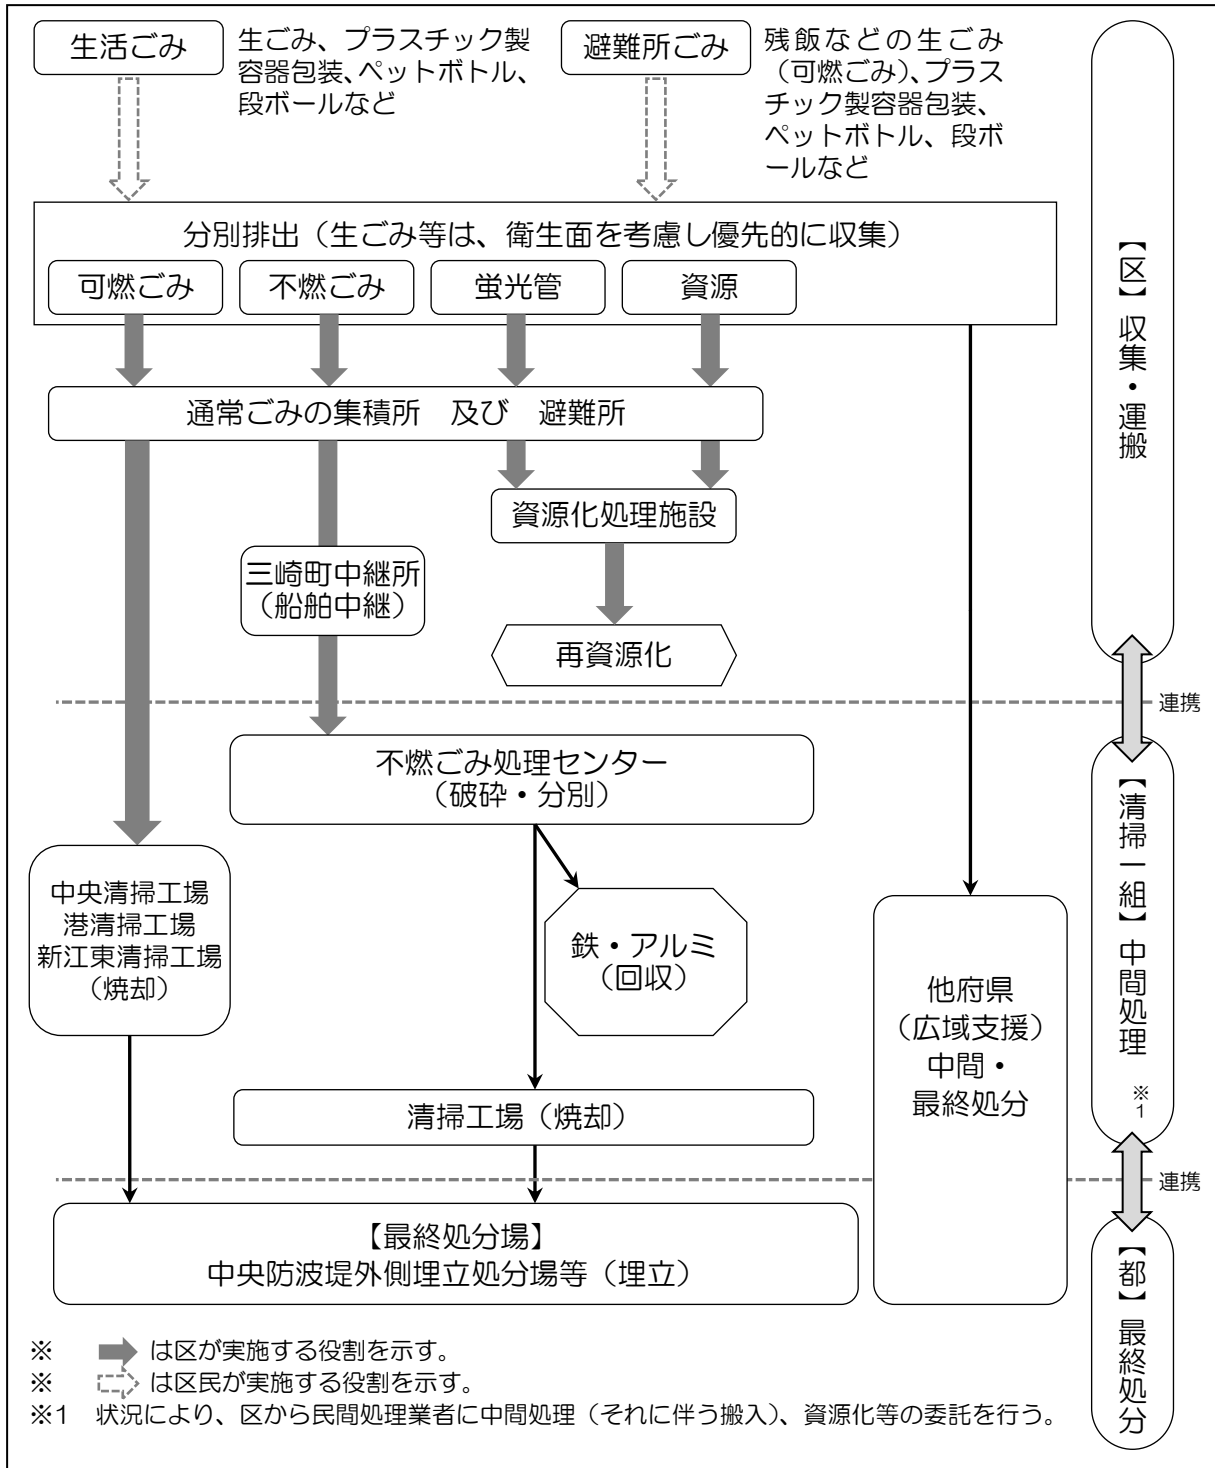 生活ごみ
生ごみ、プラスチック製
容器包装、ペットボトル、
段ボールなど
避難所ごみ
残飯などの生ごみ
（可燃ごみ）、プラス
チック製容器包装、
ペットボトル、段ボ
ールなど
分別排出（生ごみ等は、衛生面を考慮し優先的に収集）
可燃ごみ
不燃ごみ
蛍光管
資源
通常ごみの集積所　及び　避難所
資源化処理施設
三崎町中継所
（船舶中継）
再資源化
【区】収集・運搬
連携
不燃ごみ処理センター
（破砕・分別）
中央清掃工場
港清掃工場
新江東清掃工場
（焼却）
鉄・アルミ
（回収）
他府県
（広域支援）
中間・
最終処分
【清掃一組】中間処理 ※1
清掃工場（焼却）
連携
【最終処分場】
中央防波堤外側埋立処分場等（埋立）
【都】最終処分
※　は区が実施する役割を示す。
※　は区民が実施する役割を示す。
※1　状況により、区から民間処理業者に中間処理（それに伴う搬入）、資源化等の委託を行う。